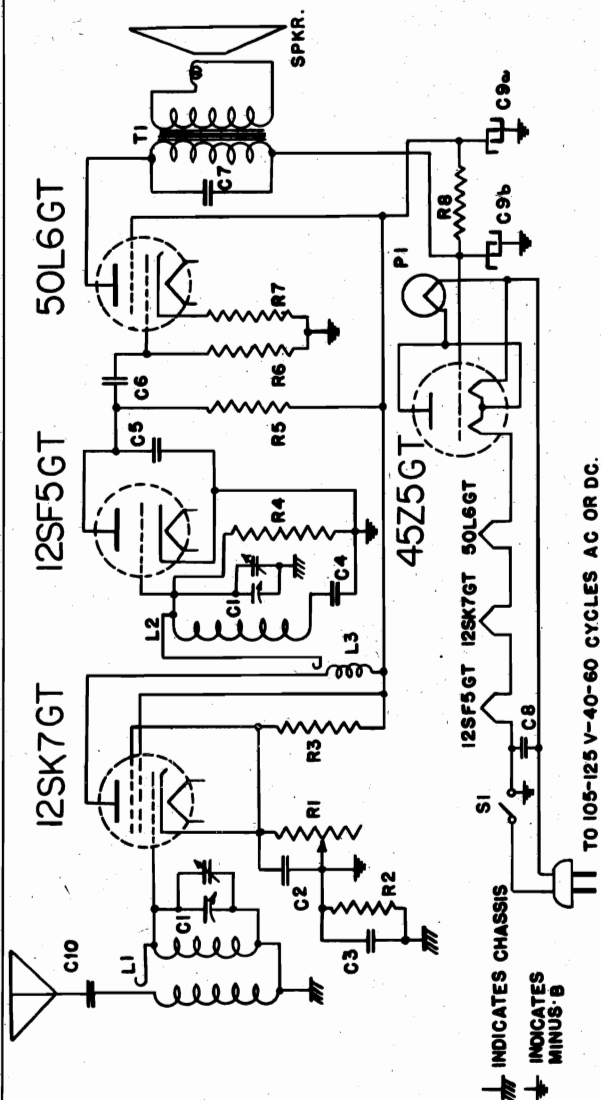 12SK7GT
12SF5GT
50L6GT
SPKR.
C10
L1
C1
C2
R1
R3
C3
R2
L2
L3
C1
R4
C4
C5
C6
R5
R6
R7
T1
C7
R8
C9a
C9b
P1
45Z5GT
12SF5GT
12SK7GT
50L6GT
S1
C8
TO 105-125 V-40-60 CYCLES AC OR DC.
INDICATES CHASSIS
INDICATES
MINUS·B